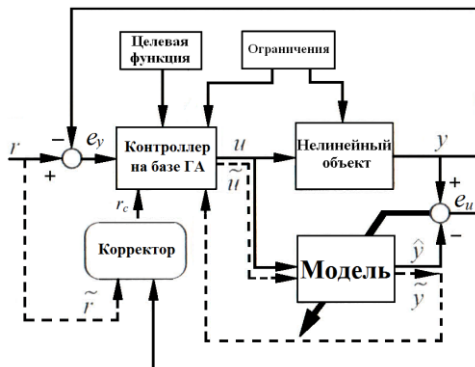 Целевая
функция
Ограничения
r
−
+
e_y
Контроллер
на базе ГА
u
ũ
Нелинейный
объект
y
+
e_u
−
r_c
Корректор
r̃
Модель
ŷ
ỹ